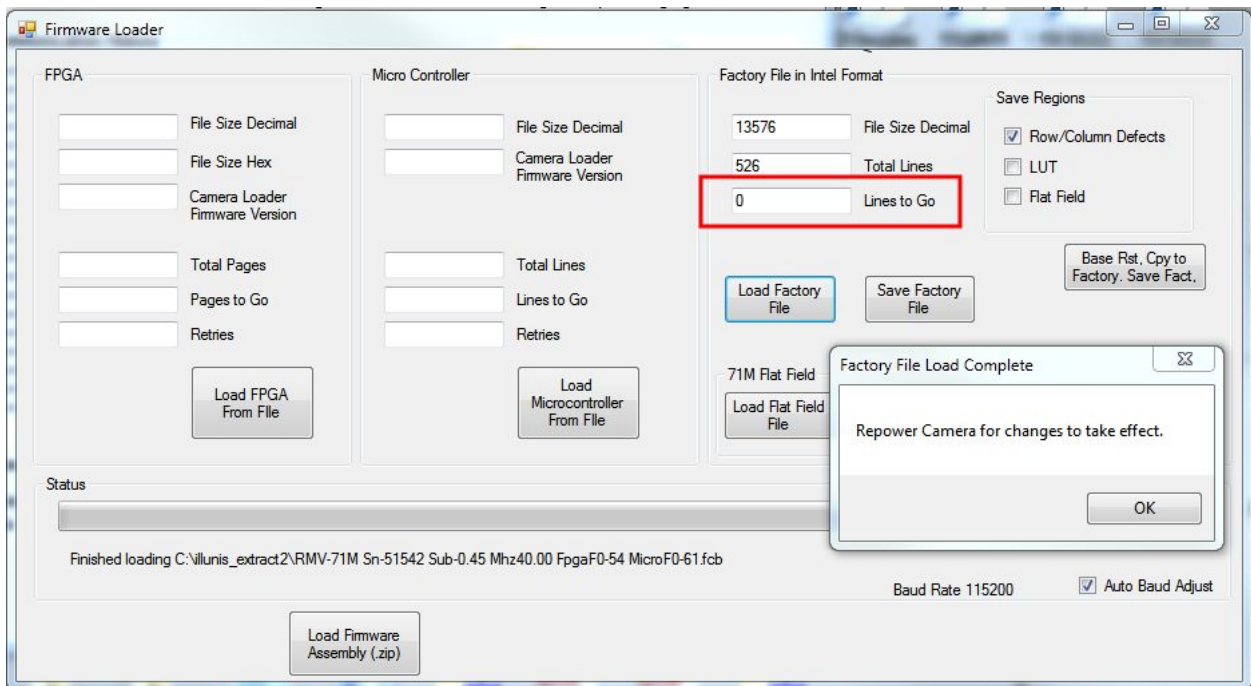 Firmware Loader
FPGA
File Size Decimal
File Size Hex
Camera Loader
Firmware Version
Total Pages
Pages to Go
Retries
Load FPGA
From FIle
Micro Controller
File Size Decimal
Camera Loader
Firmware Version
Total Lines
Lines to Go
Retries
Load
Microcontroller
From FIle
Factory File in Intel Format
13576 File Size Decimal
526 Total Lines
0 Lines to Go
Save Regions
Row/Column Defects
LUT
Flat Field
Base Rst, Cpy to
Factory. Save Fact,
Load Factory
File
Save Factory
File
71M Flat Field
Load Flat Field
File
Factory File Load Complete
Repower Camera for changes to take effect.
OK
Status
Finished loading C:\illunis_extract2\RMV-71M Sn-51542 Sub-0.45 Mhz40.00 FpgaF0-54 MicroF0-61.fcb
Baud Rate 115200
Auto Baud Adjust
Load Firmware
Assembly (.zip)